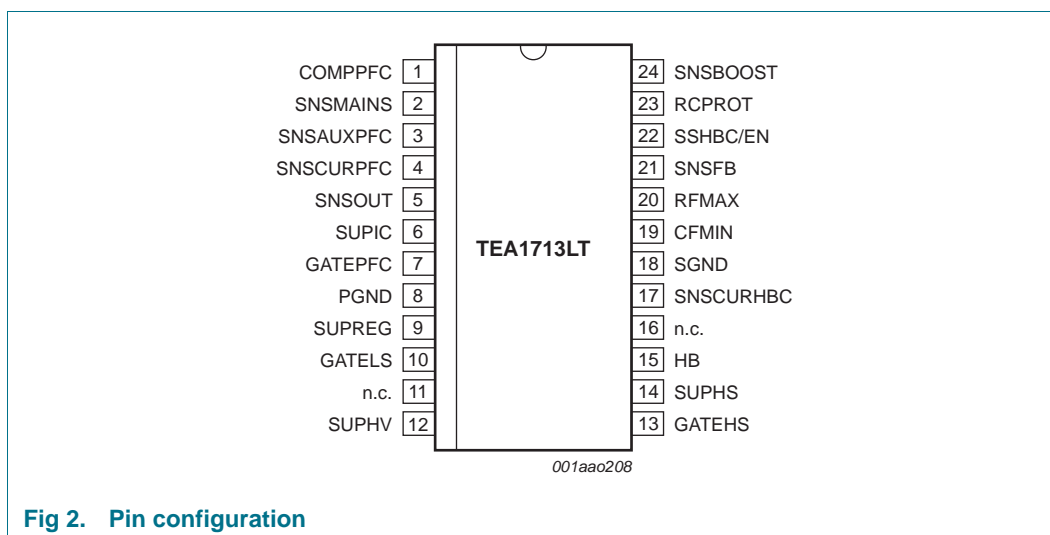 COMPPFC 1 24 SNSBOOST
SNSMAINS 2 23 RCPROT
SNSAUXPFC 3 22 SSHBC/EN
SNSCURPFC 4 21 SNSFB
SNSOUT 5 20 RFMAX
SUPIC 6 19 CFMIN
TEA1713LT
GATEPFC 7 18 SGND
PGND 8 17 SNSCURHBC
SUPREG 9 16 n.c.
GATELS 10 15 HB
n.c. 11 14 SUPHS
SUPHV 12 13 GATEHS
001aao208
Fig 2. Pin configuration